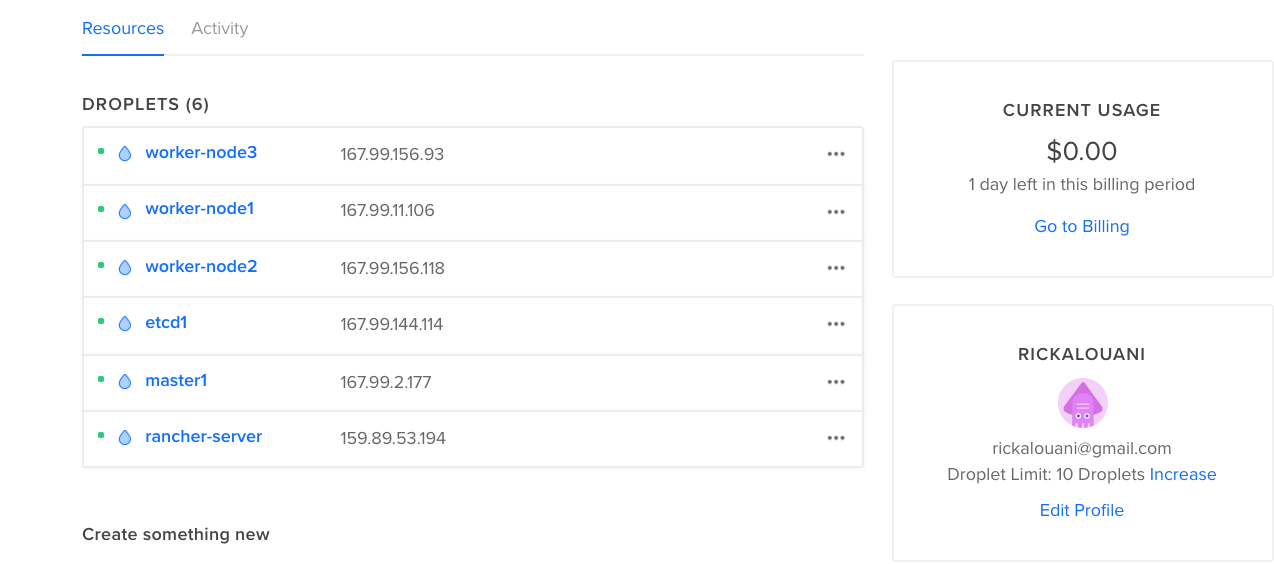 Resources Activity
DROPLETS (6)
worker-node3 167.99.156.93
worker-node1 167.99.11.106
worker-node2 167.99.156.118
etcd1 167.99.144.114
master1 167.99.2.177
rancher-server 159.89.53.194
Create something new
CURRENT USAGE
$0.00
1 day left in this billing period
Go to Billing
RICKALOUANI
rickalouani@gmail.com
Droplet Limit: 10 Droplets Increase
Edit Profile